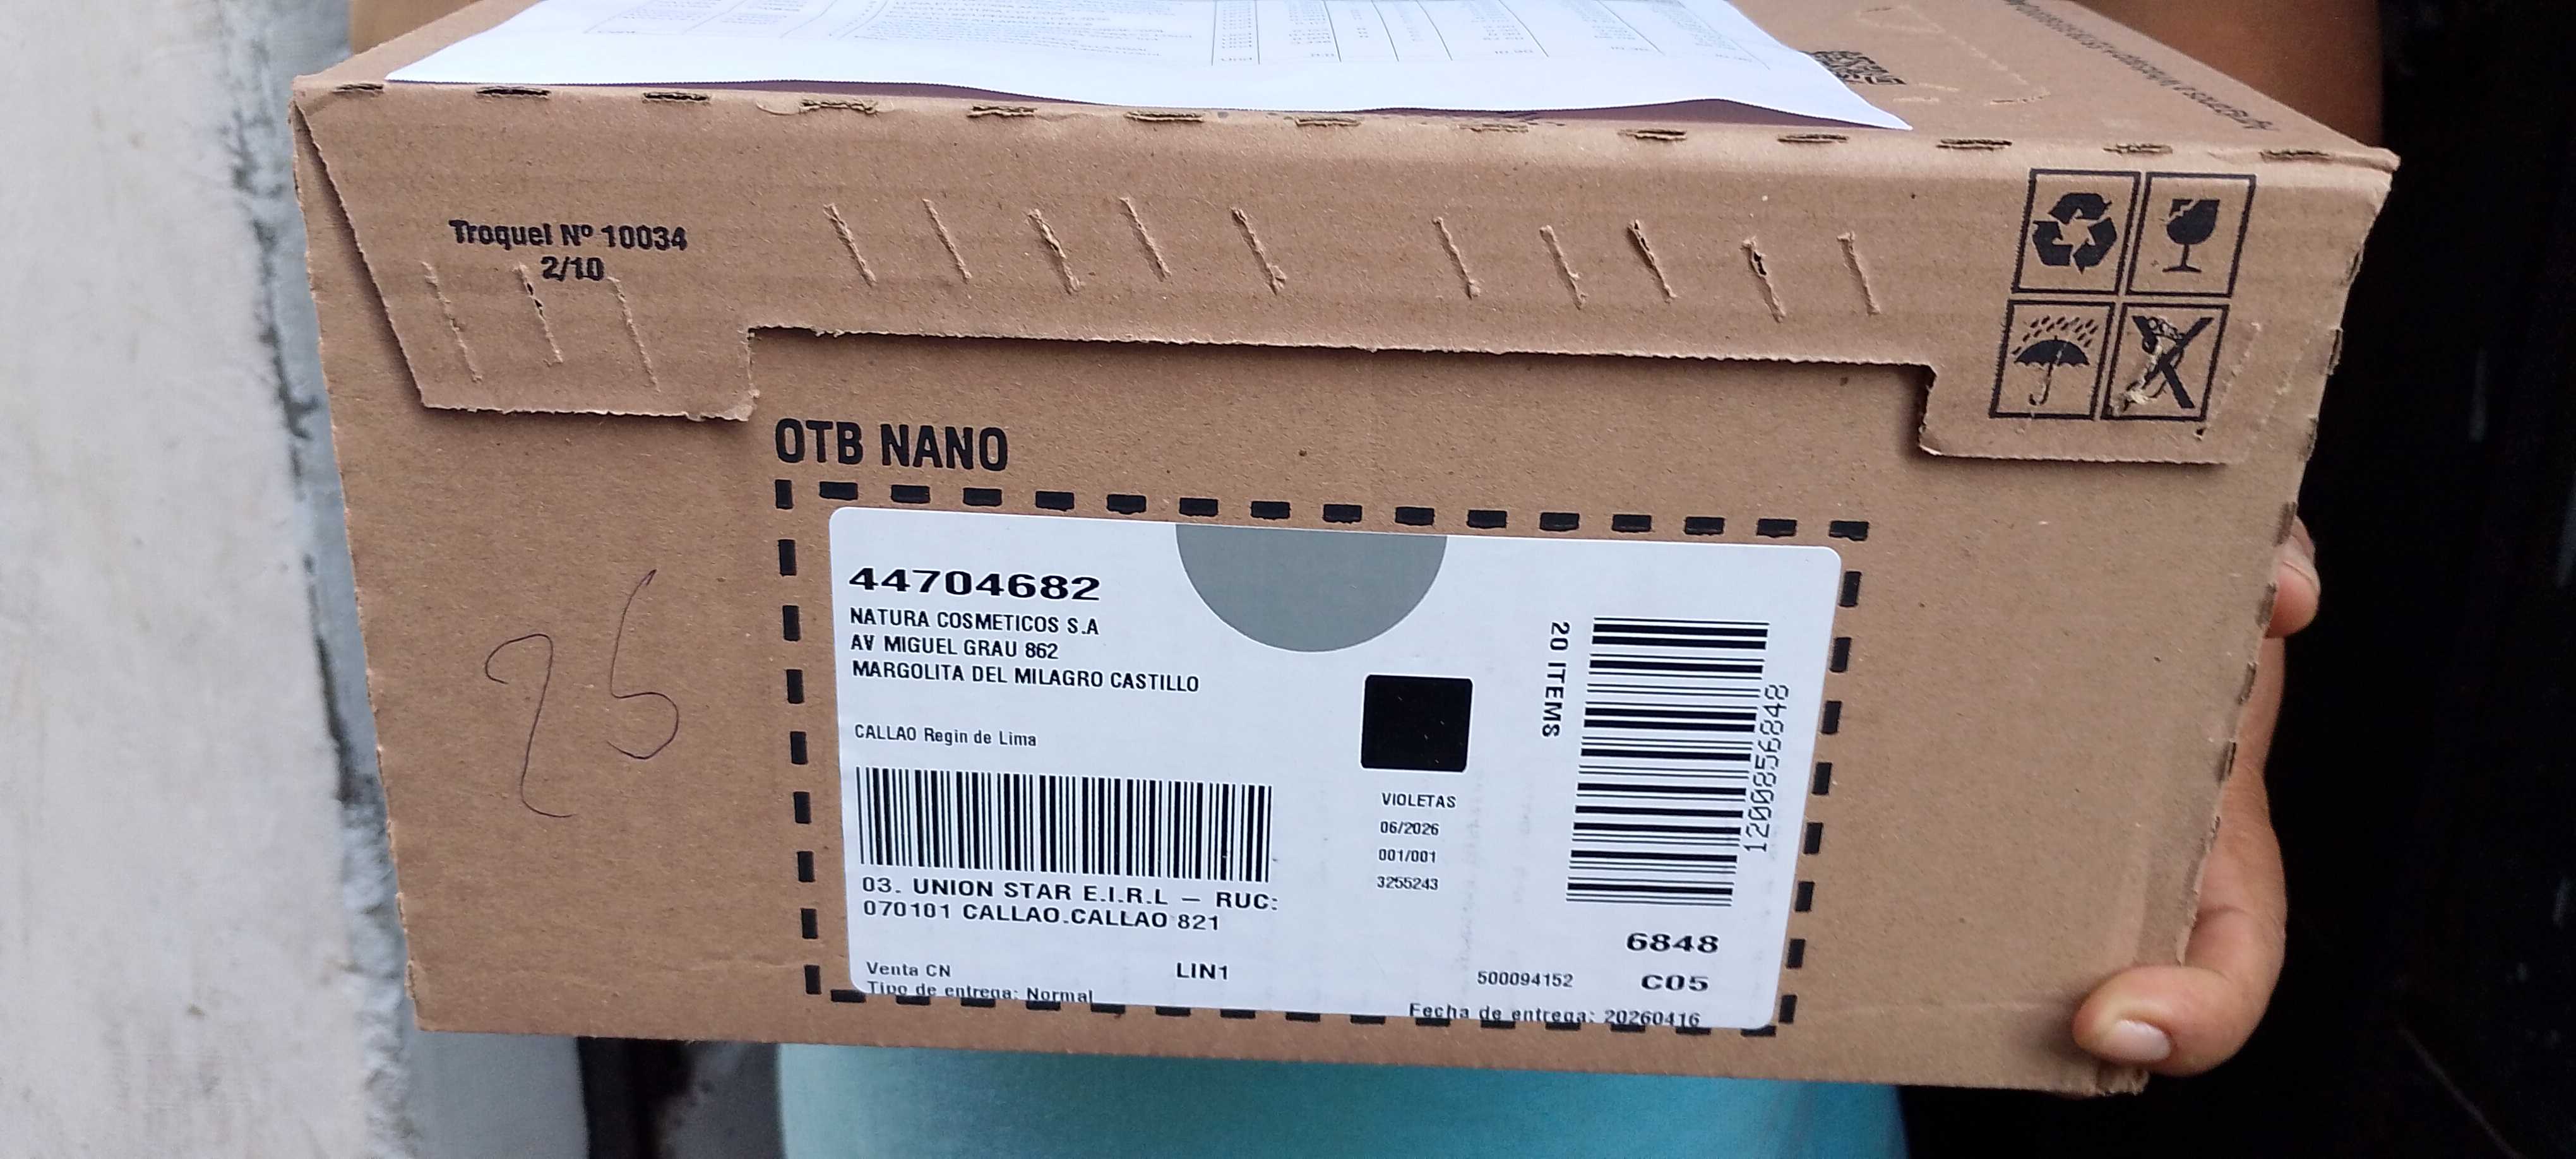 Troquel Nº 10034
2/10
OTB NANO
26
44704682
NATURA COSMETICOS S.A
AV MIGUEL GRAU 862
MARGOLITA DEL MILAGRO CASTILLO
CALLAO Regin de Lima
20 ITEMS
1200856848
VIOLETAS
06/2026
001/001
3255243
03. UNION STAR E.I.R.L – RUC:
070101 CALLAO.CALLAO 821
6848
Venta CN
LIN1
500094152
C05
Tipo de entrega: Normal
Fecha de entrega: 20260416